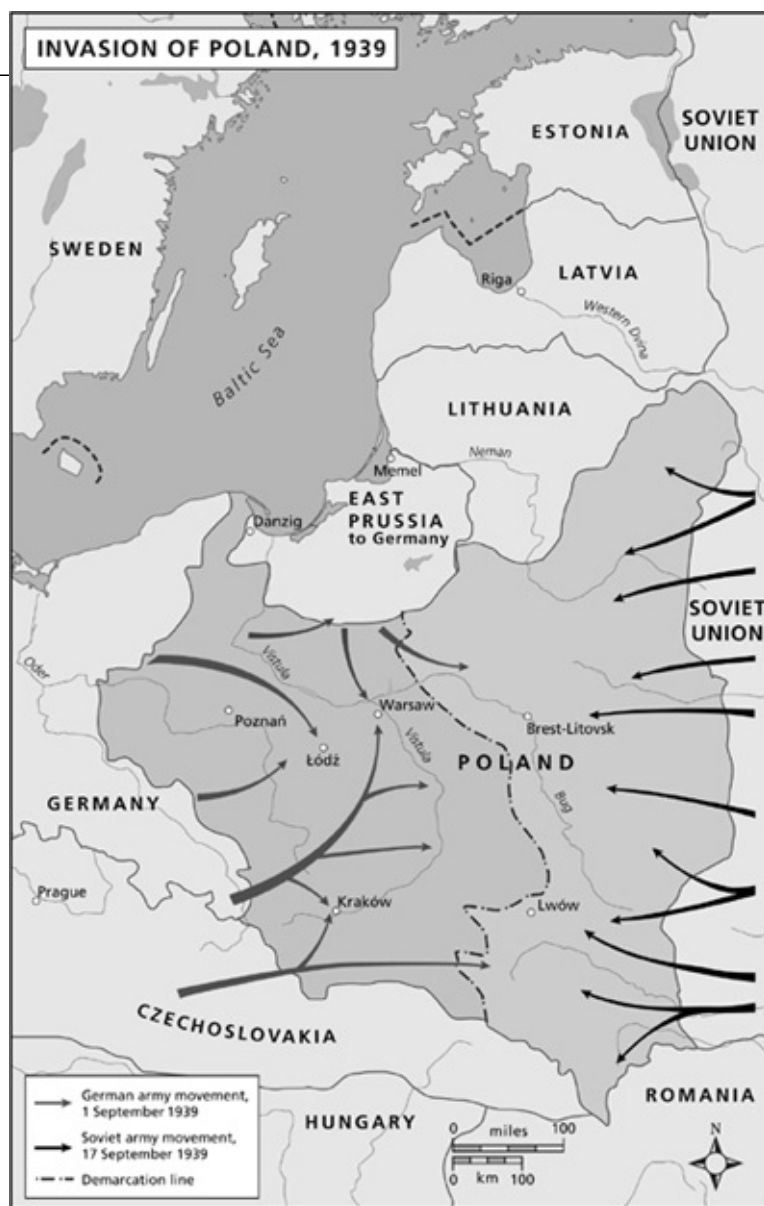 INVASION OF POLAND, 1939
ESTONIA
SOVIET
UNION
SWEDEN
Riga
LATVIA
Western Dvina
Baltic Sea
LITHUANIA
Neman
Memel
EAST
PRUSSIA
to Germany
Danzig
SOVIET
UNION
Oder
Vistula
Poznań
Warsaw
Brest-Litovsk
Łódź
Vistula
POLAND
GERMANY
Bug
Prague
Kraków
Lwów
CZECHOSLOVAKIA
German army movement,
1 September 1939
Soviet army movement,
17 September 1939
Demarcation line
HUNGARY
ROMANIA
0 miles 100
0 km 100
N